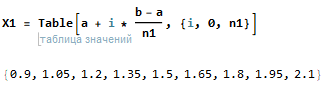 X1 = Table[a + i * (b - a)/n1, {i, 0, n1}]
таблица значений
{0.9, 1.05, 1.2, 1.35, 1.5, 1.65, 1.8, 1.95, 2.1}